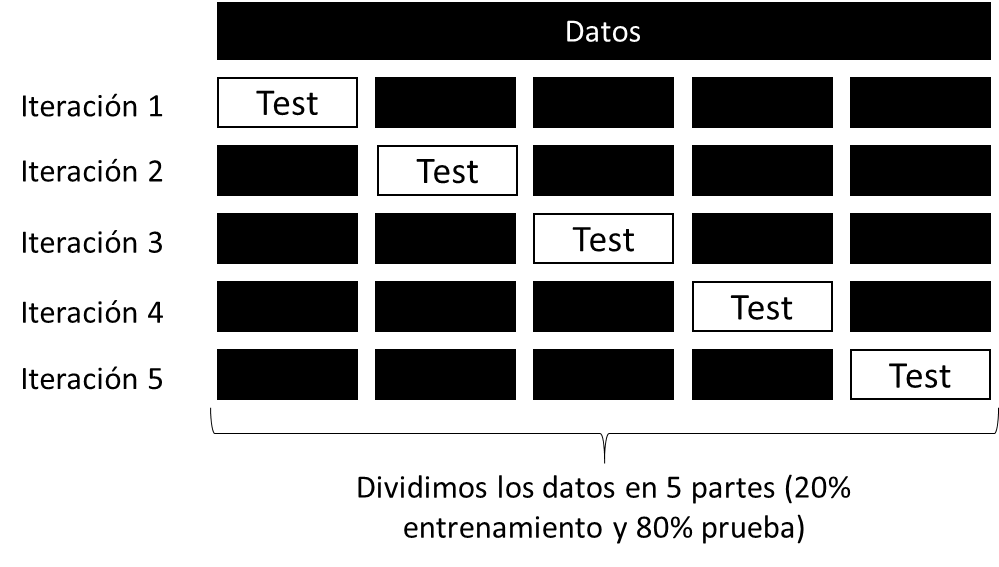 Datos
Iteración 1
Test
Iteración 2
Test
Iteración 3
Test
Iteración 4
Test
Iteración 5
Test
Dividimos los datos en 5 partes (20%
entrenamiento y 80% prueba)